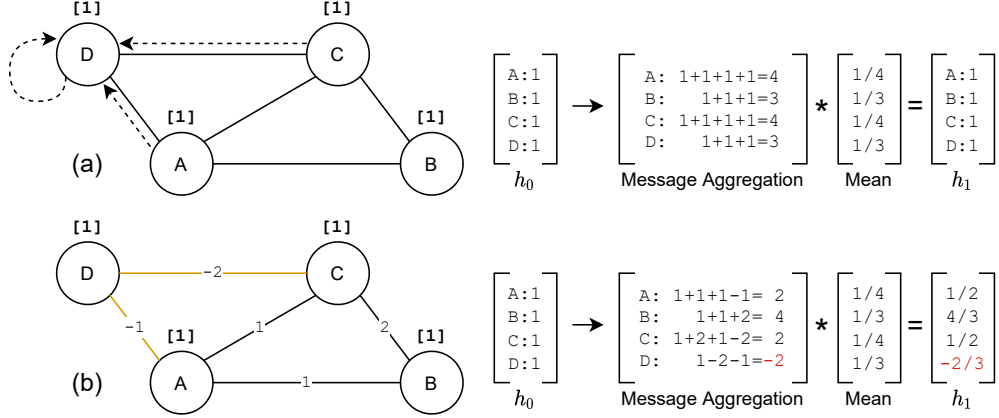 [1]
[1]
D
C
[1]
[1]
A
B
(a)
A:1
B:1
C:1
D:1
h0
A: 1+1+1+1=4
B: 1+1+1=3
C: 1+1+1+1=4
D: 1+1+1=3
Message Aggregation
*
1/4
1/3
1/4
1/3
Mean
=
A:1
B:1
C:1
D:1
h1
[1]
[1]
D
-2
C
-1
[1]
1
2
[1]
A
1
B
(b)
A:1
B:1
C:1
D:1
h0
A: 1+1+1-1= 2
B: 1+1+2= 4
C: 1+2+1-2= 2
D: 1-2-1=-2
Message Aggregation
*
1/4
1/3
1/4
1/3
Mean
=
1/2
4/3
1/2
-2/3
h1